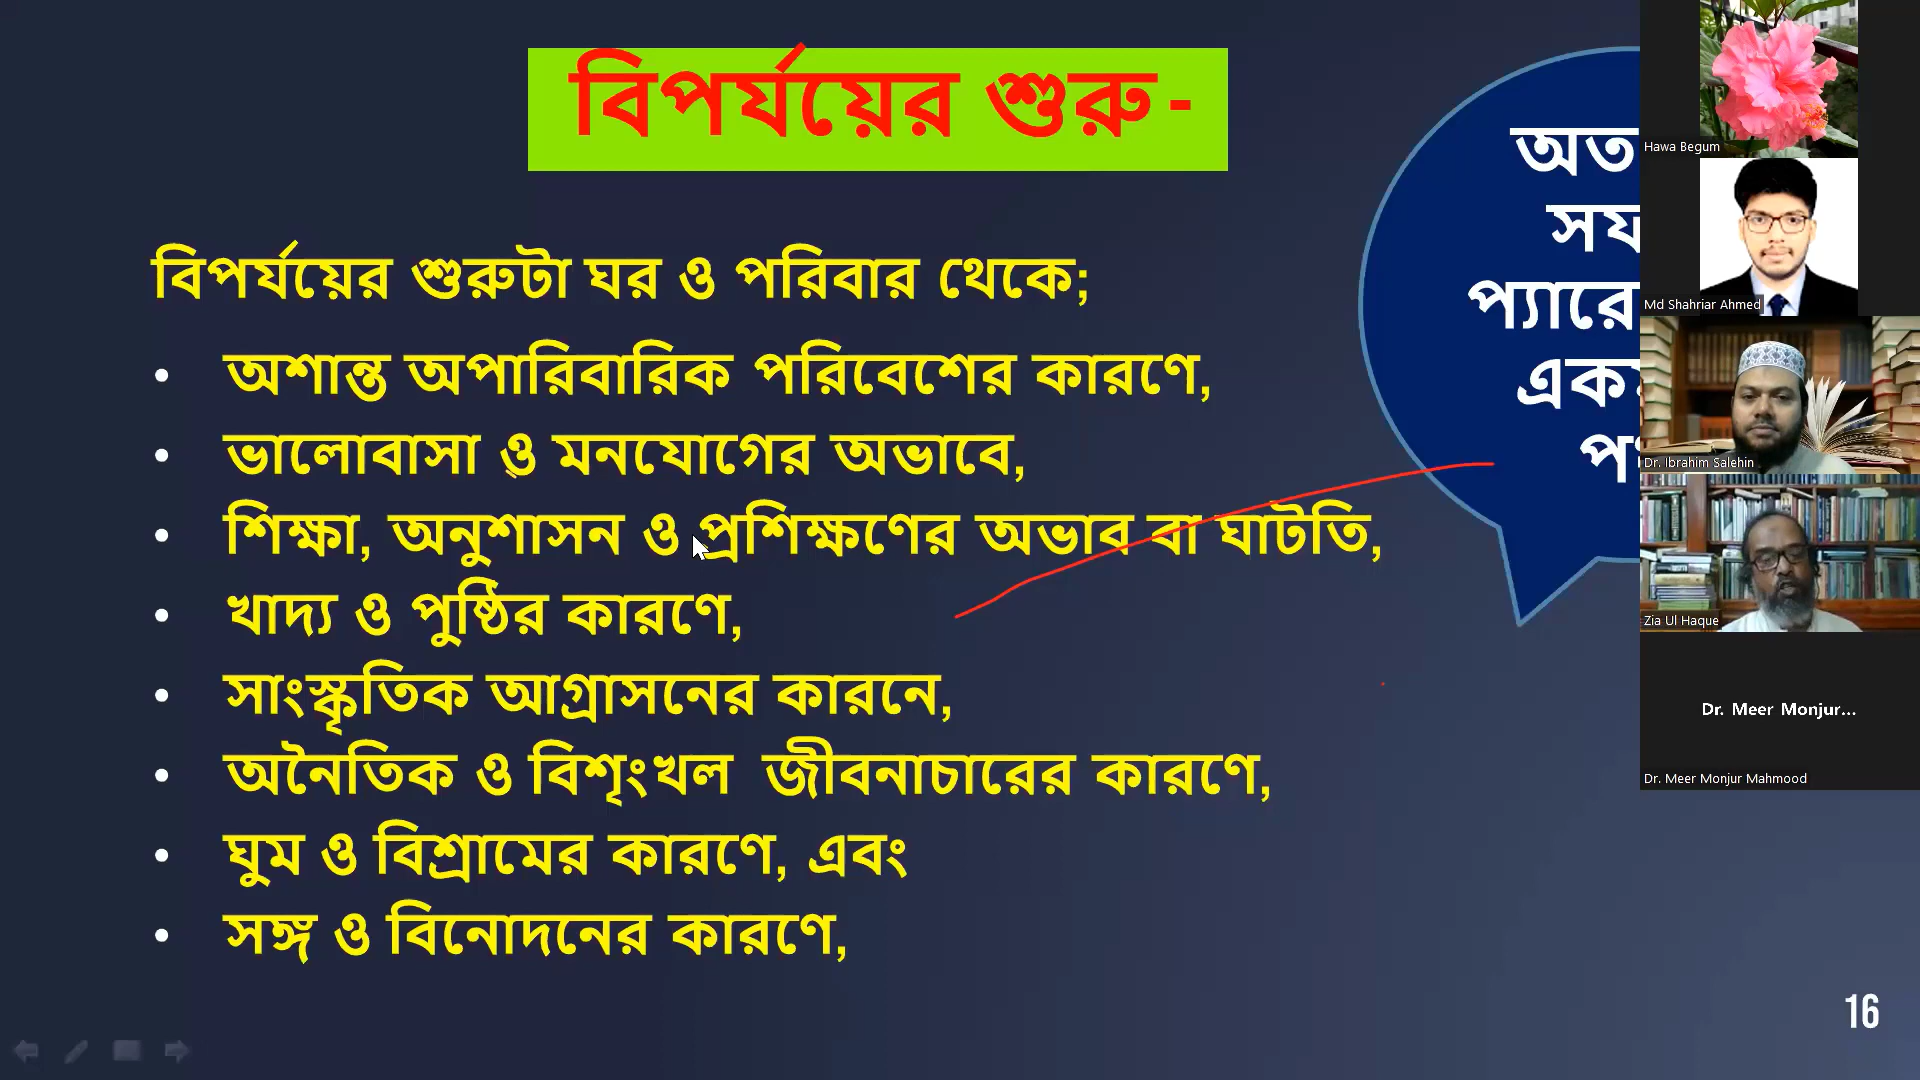 বিপর্যয়ের শুরু-
বিপর্যয়ের শুরুটা ঘর ও পরিবার থেকে;
• অশান্ত অপারিবারিক পরিবেশের কারণে,
• ভালোবাসা ও মনযোগের অভাবে,
• শিক্ষা, অনুশাসন ও প্রশিক্ষণের অভাব বা ঘাটতি,
• খাদ্য ও পুষ্ঠির কারণে,
• সাংস্কৃতিক আগ্রাসনের কারনে,
• অনৈতিক ও বিশৃংখল জীবনাচারের কারণে,
• ঘুম ও বিশ্রামের কারণে, এবং
• সঙ্গ ও বিনোদনের কারণে,
অত
সফ
প্যারে
এক
Hawa Begum
Md Shahriar Ahmed
Dr. Ibrahim Salehin
Zia Ul Haque
Dr. Meer Monjur...
Dr. Meer Monjur Mahmood
16